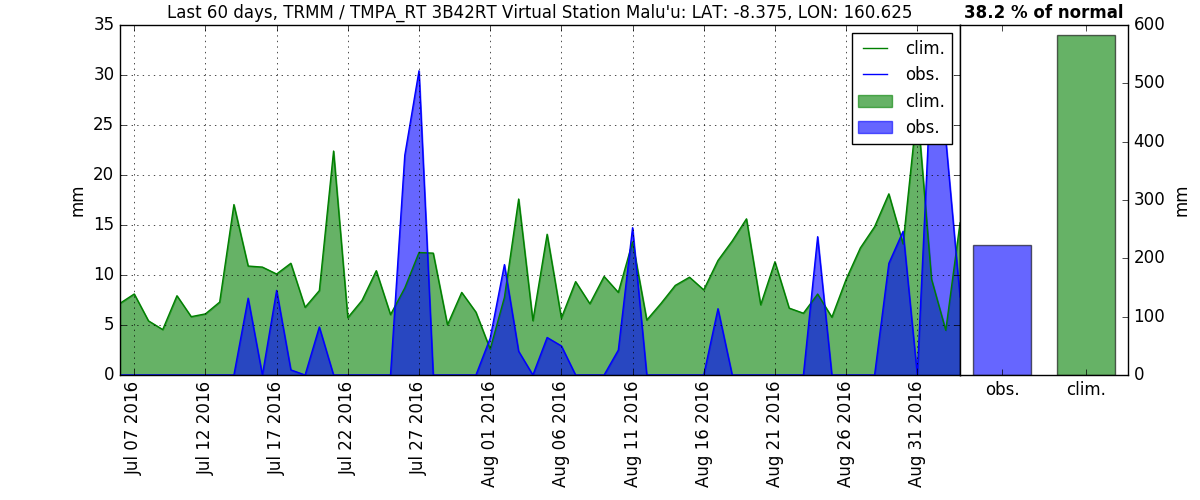 Last 60 days, TRMM / TMPA_RT 3B42RT Virtual Station Malu'u: LAT: -8.375, LON: 160.625
38.2 % of normal
35
30
25
20
15
10
5
0
mm
clim.
obs.
clim.
obs.
600
500
400
300
200
100
0
mm
obs.
clim.
Jul 07 2016
Jul 12 2016
Jul 17 2016
Jul 22 2016
Jul 27 2016
Aug 01 2016
Aug 06 2016
Aug 11 2016
Aug 16 2016
Aug 21 2016
Aug 26 2016
Aug 31 2016